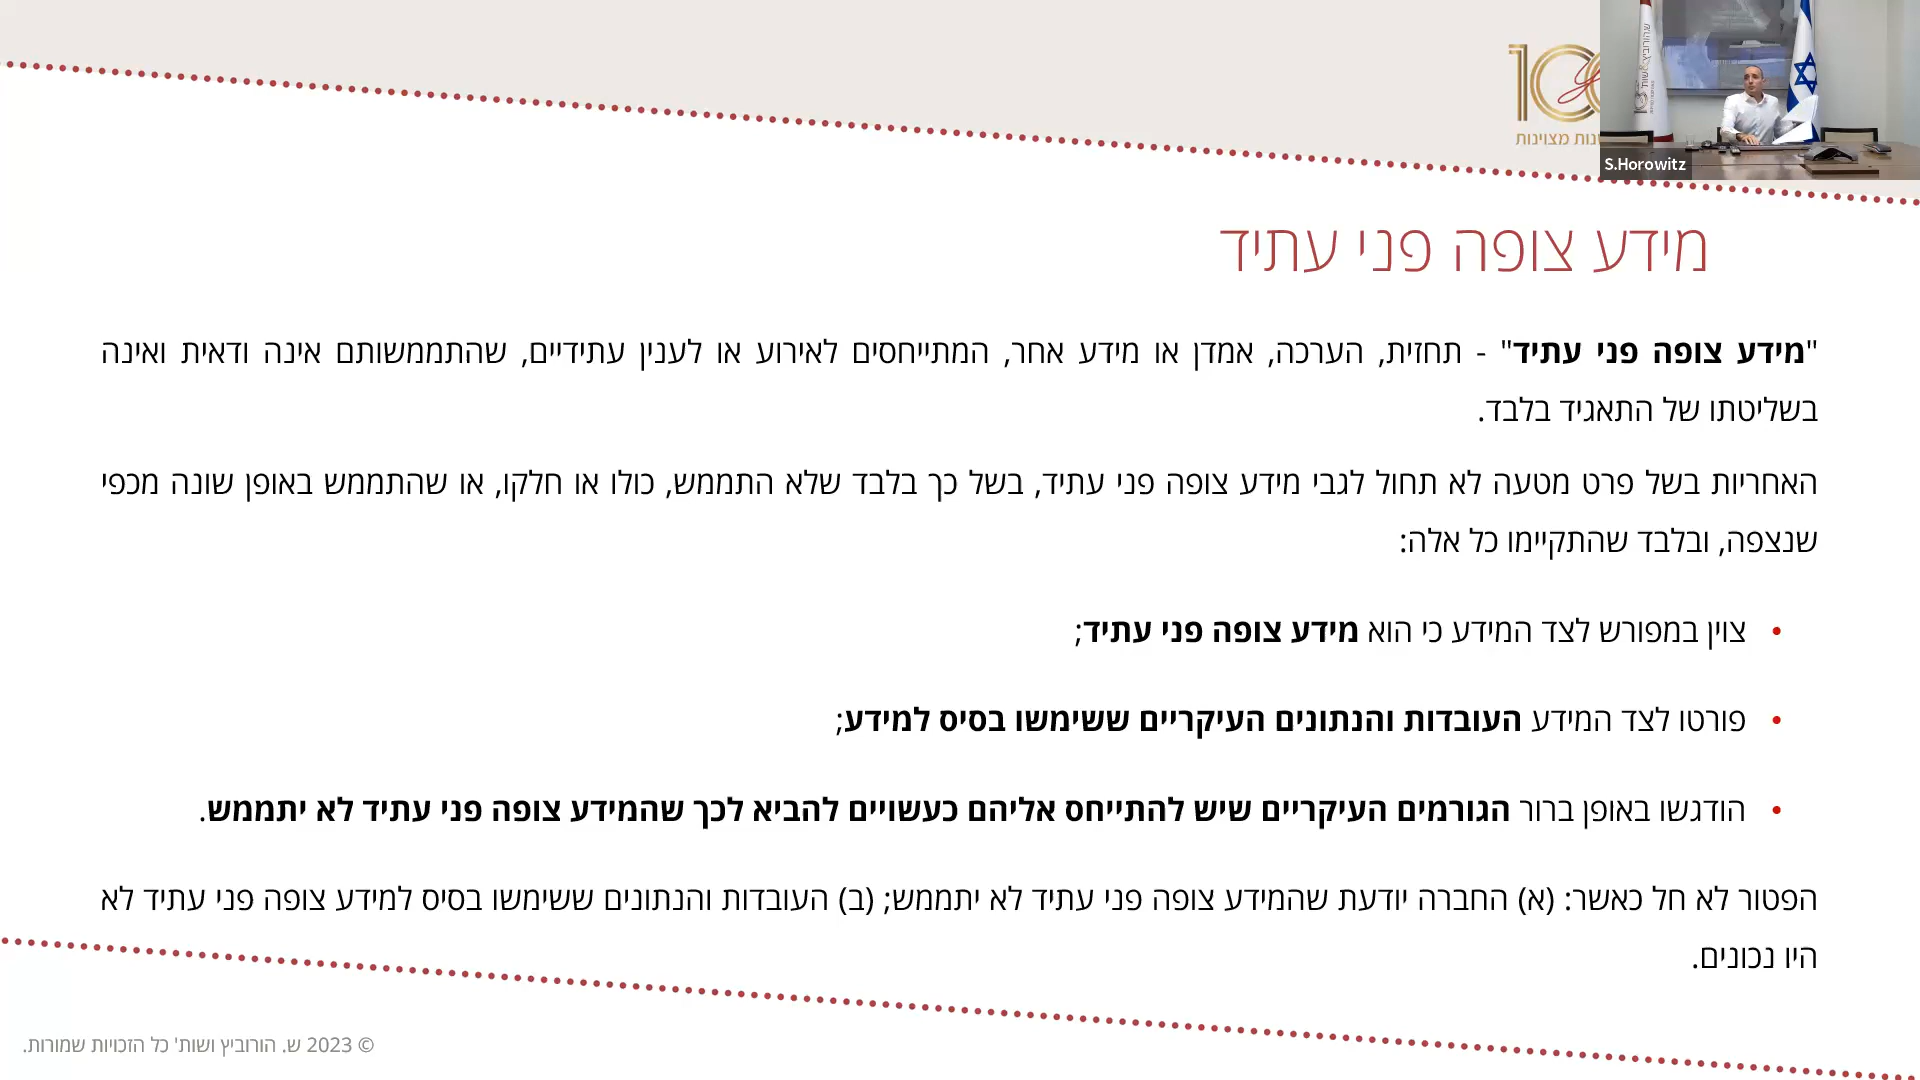 100
נות מצוינות
S.Horowitz
מידע צופה פני עתיד
"מידע צופה פני עתיד" - תחזית, הערכה, אמדן או מידע אחר, המתייחסים לאירוע או לענין עתידיים, שהתממשותם אינה ודאית ואינה
בשליטתו של התאגיד בלבד.
האחריות בשל פרט מטעה לא תחול לגבי מידע צופה פני עתיד, בשל כך בלבד שלא התממש, כולו או חלקו, או שהתממש באופן שונה מכפי
שנצפה, ובלבד שהתקיימו כל אלה:
• צוין במפורש לצד המידע כי הוא מידע צופה פני עתיד;
• פורטו לצד המידע העובדות והנתונים העיקריים ששימשו בסיס למידע;
• הודגשו באופן ברור הגורמים העיקריים שיש להתייחס אליהם כעשויים להביא לכך שהמידע צופה פני עתיד לא יתממש.
הפטור לא חל כאשר: (א) החברה יודעת שהמידע צופה פני עתיד לא יתממש; (ב) העובדות והנתונים ששימשו בסיס למידע צופה פני עתיד לא
היו נכונים.
© 2023 ש. הורוביץ ושות' כל הזכויות שמורות.